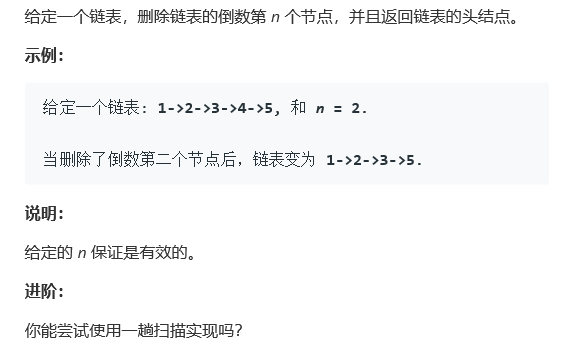 给定一个链表，删除链表的倒数第 n 个节点，并且返回链表的头结点。
示例：
给定一个链表: 1->2->3->4->5, 和 n = 2.
当删除了倒数第二个节点后，链表变为 1->2->3->5.
说明：
给定的 n 保证是有效的。
进阶：
你能尝试使用一趟扫描实现吗？